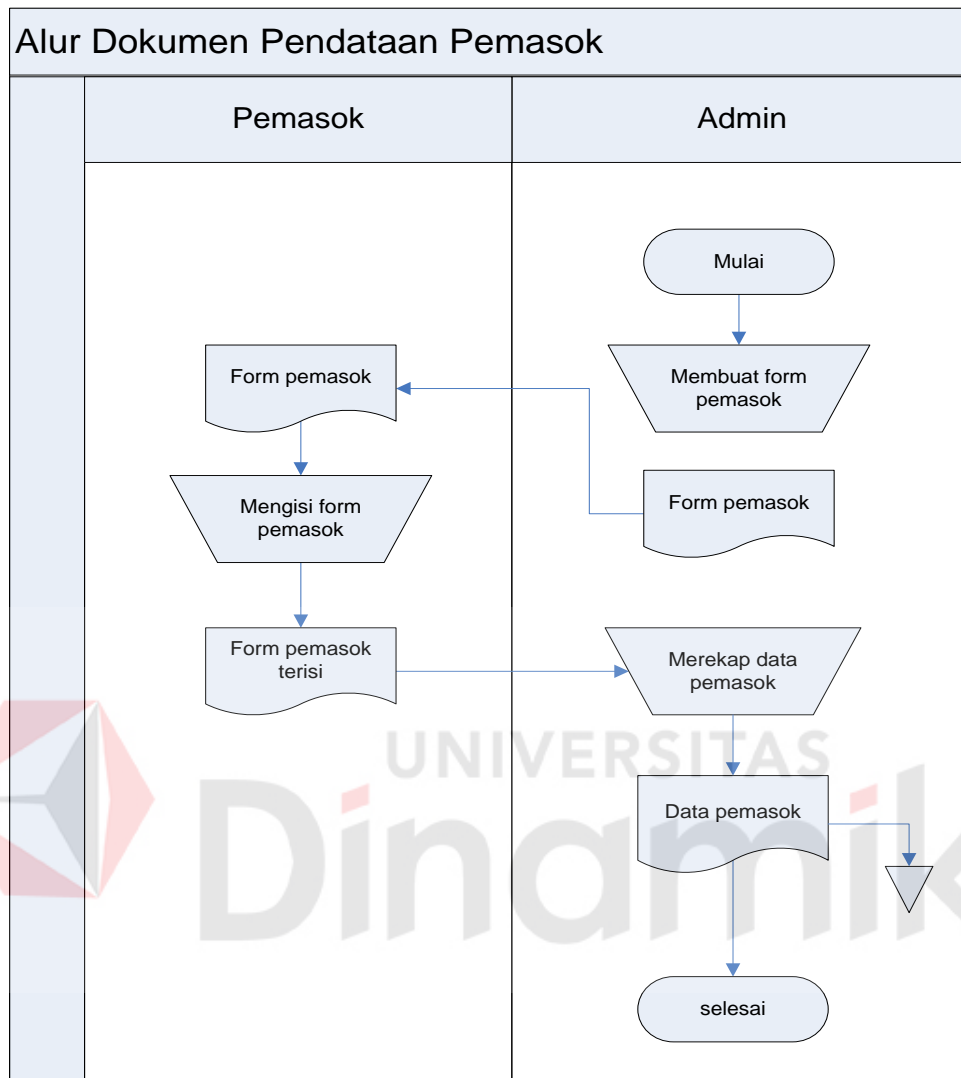 Alur Dokumen Pendataan Pemasok
Pemasok
Admin
Mulai
Membuat form
pemasok
Form pemasok
Form pemasok
Mengisi form
pemasok
Form pemasok
terisi
Merekap data
pemasok
Data pemasok
selesai
UNIVERSITAS
Dinamik